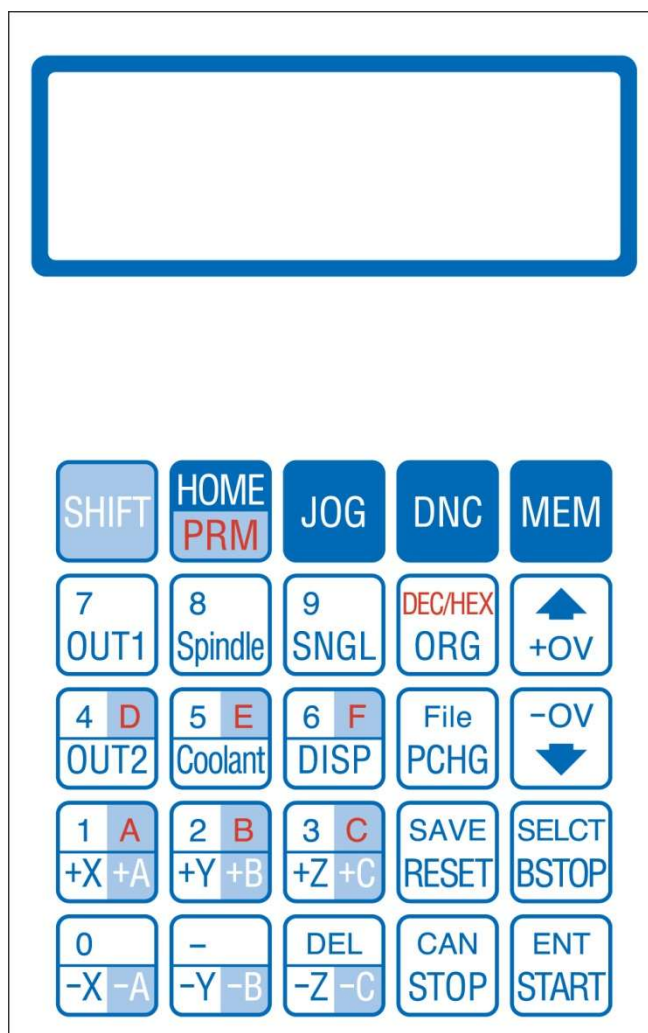 SHIFT HOME JOG DNC MEM
PRM
7 8 9 DEC/HEX
OUT1 Spindle SNGL ORG +OV
4 D 5 E 6 F File -OV
OUT2 Coolant DISP PCHG
1 A 2 B 3 C SAVE SELCT
+X +A +Y +B +Z +C RESET BSTOP
0 - DEL CAN ENT
-X -A -Y -B -Z -C STOP START